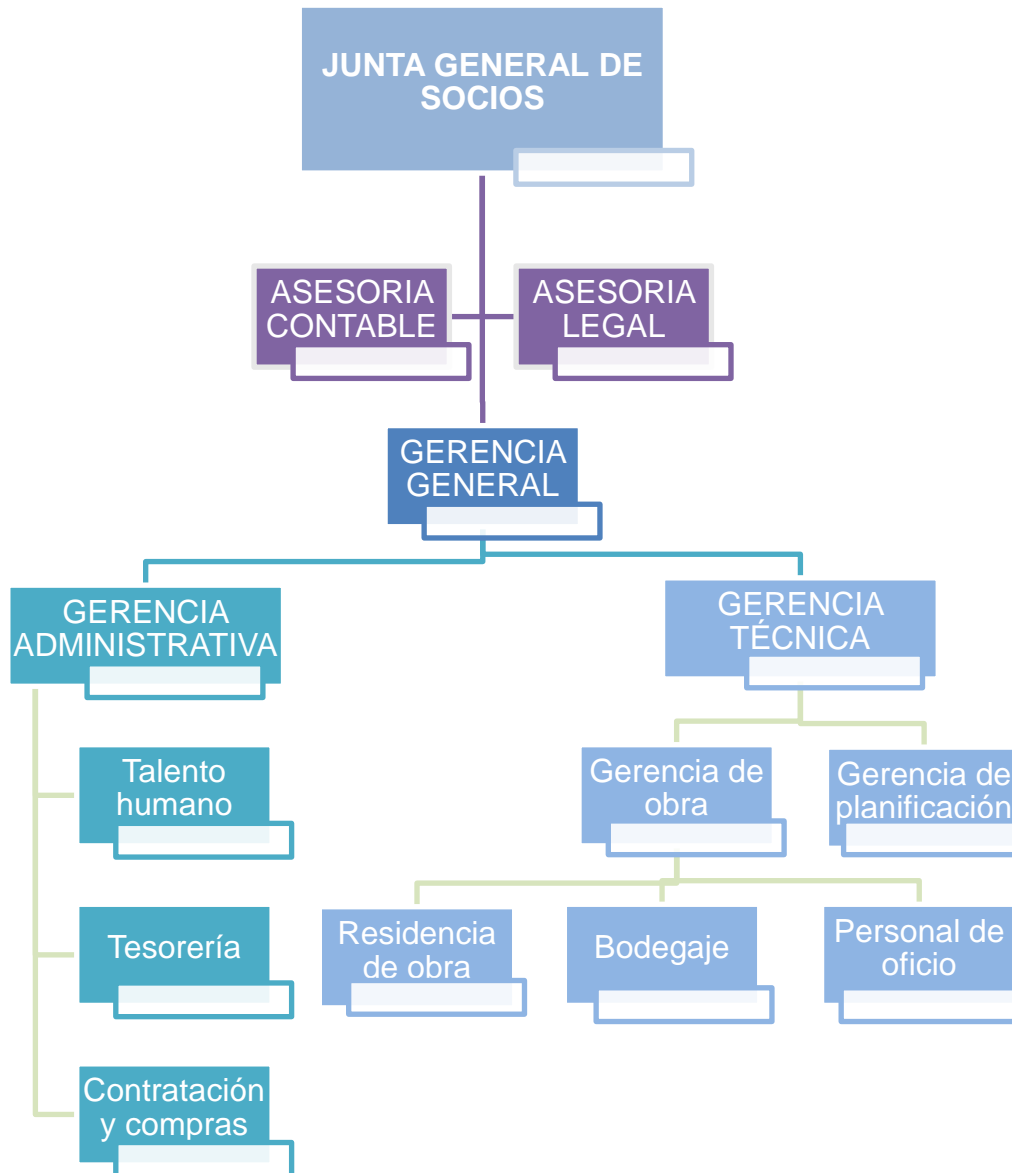 JUNTA GENERAL DE
SOCIOS
ASESORIA
CONTABLE
ASESORIA
LEGAL
GERENCIA
GENERAL
GERENCIA
ADMINISTRATIVA
GERENCIA
TÉCNICA
Talento
humano
Gerencia de
obra
Gerencia de
planificación
Tesorería
Residencia
de obra
Bodegaje
Personal de
oficio
Contratación
y compras